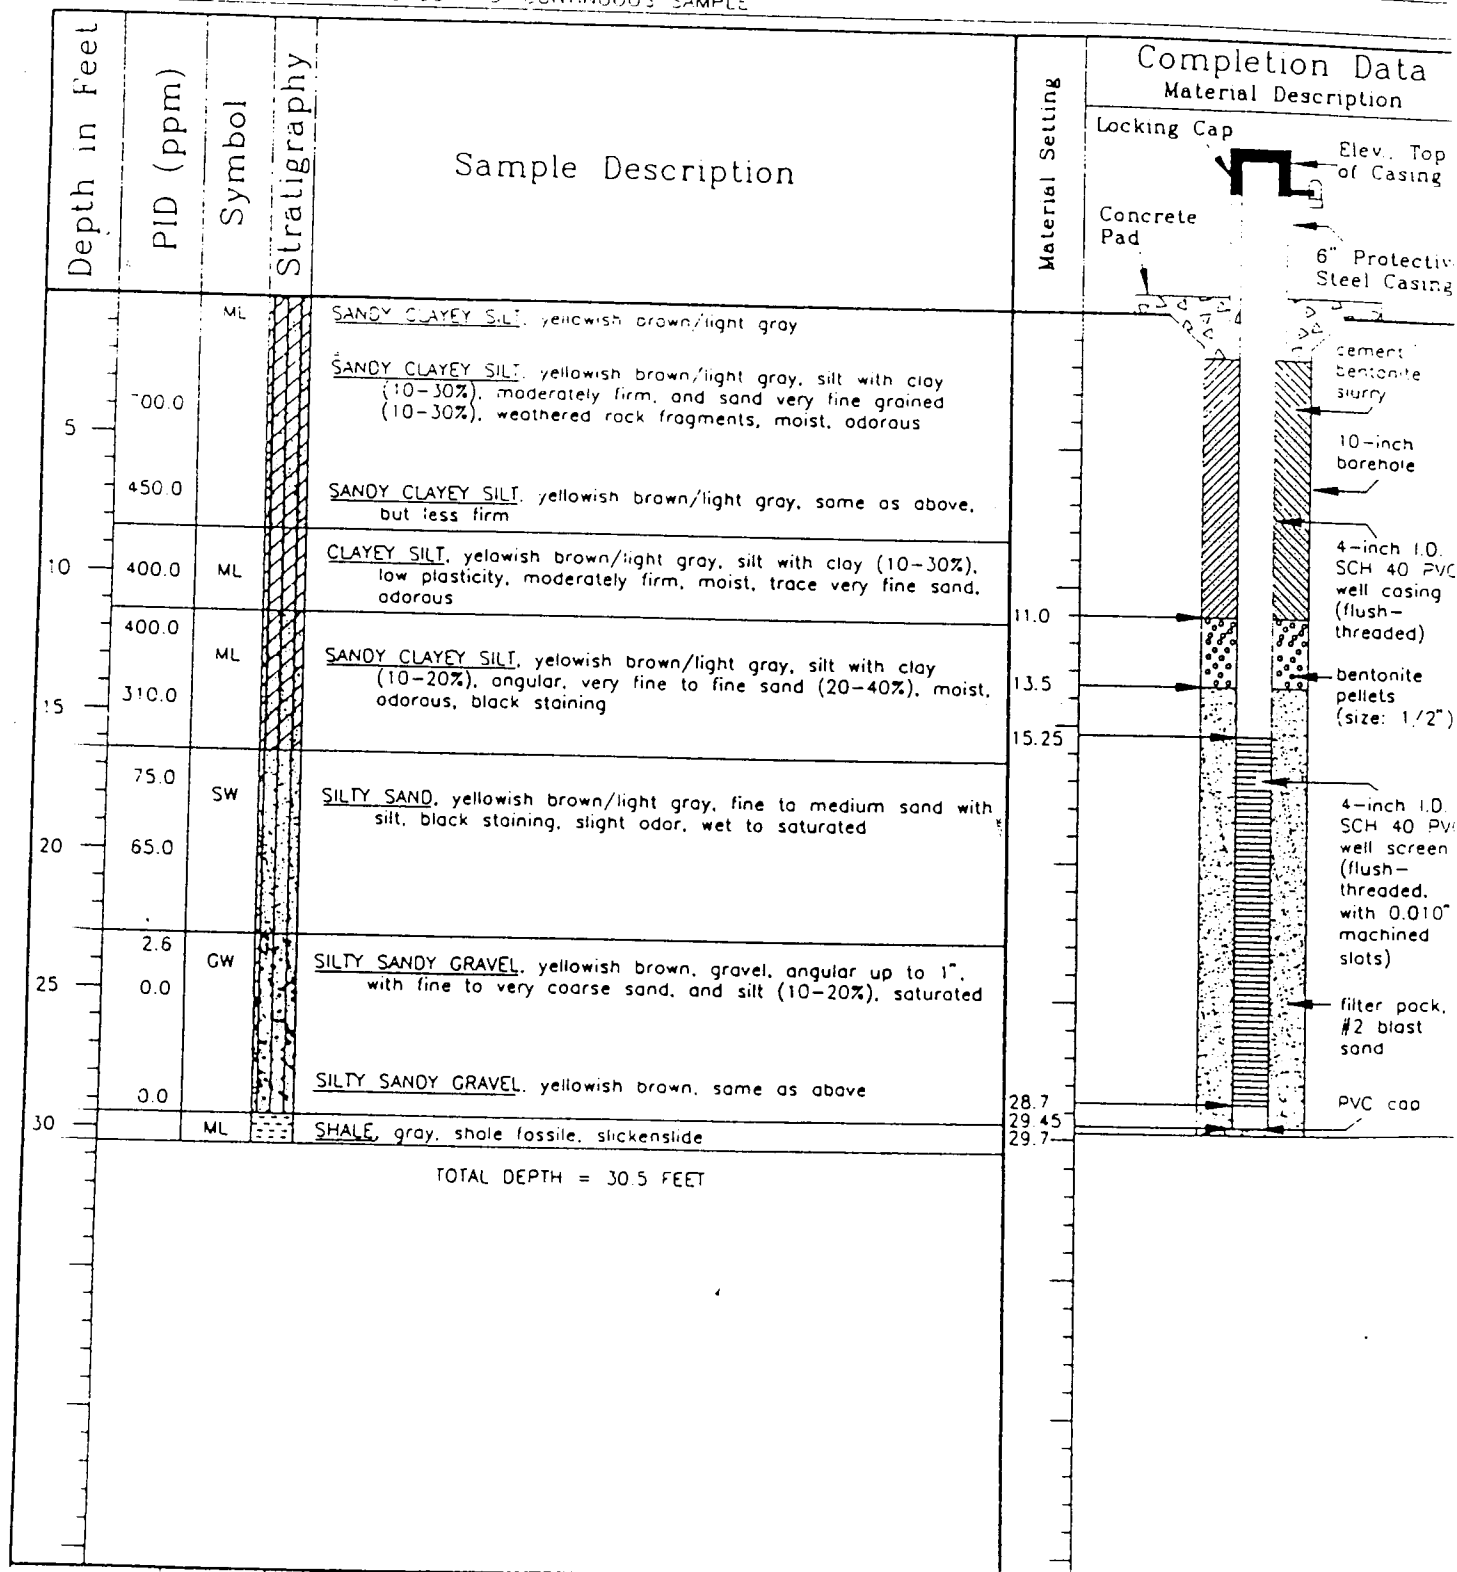 CONTINUOUS SAMPLE
Depth in Feet
PID (ppm)
Symbol
Stratigraphy
Sample Description
Material Setting
Completion Data
Material Description
Locking Cap
Elev. Top
of Casing
Concrete
Pad
6" Protectiv
Steel Casing
ML
SANDY CLAYEY SILT, yellowish brown/light gray
SANDY CLAYEY SILT, yellowish brown/light gray, silt with clay
(10-30%), moderately firm, and sand very fine grained
(10-30%), weathered rock fragments, moist, odorous
00.0
5
450.0
SANDY CLAYEY SILT, yellowish brown/light gray, same as above,
but less firm
cement
bentonite
slurry
10-inch
borehole
10
400.0
ML
CLAYEY SILT, yelowish brown/light gray, silt with clay (10-30%),
low plasticity, moderately firm, moist, trace very fine sand,
odorous
4-inch I.D.
SCH 40 PVC
well casing
(flush-
threaded)
11.0
400.0
ML
310.0
15
SANDY CLAYEY SILT, yelowish brown/light gray, silt with clay
(10-20%), angular, very fine to fine sand (20-40%), moist,
odorous, black staining
13.5
bentonite
pellets
(size: 1/2")
15.25
75.0
SW
20
65.0
SILTY SAND, yellowish brown/light gray, fine to medium sand with
silt, black staining, slight odor, wet to saturated
4-inch I.D.
SCH 40 PV
well screen
(flush-
threaded,
with 0.010"
machined
slots)
2.6
GW
25
0.0
SILTY SANDY GRAVEL, yellowish brown, gravel, angular up to 1",
with fine to very coarse sand, and silt (10-20%), saturated
filter pack,
#2 blast
sand
0.0
SILTY SANDY GRAVEL, yellowish brown, same as above
28.7
29.45
29.7
PVC cap
30
ML
SHALE, gray, shale fossile, slickenslide
TOTAL DEPTH = 30.5 FEET